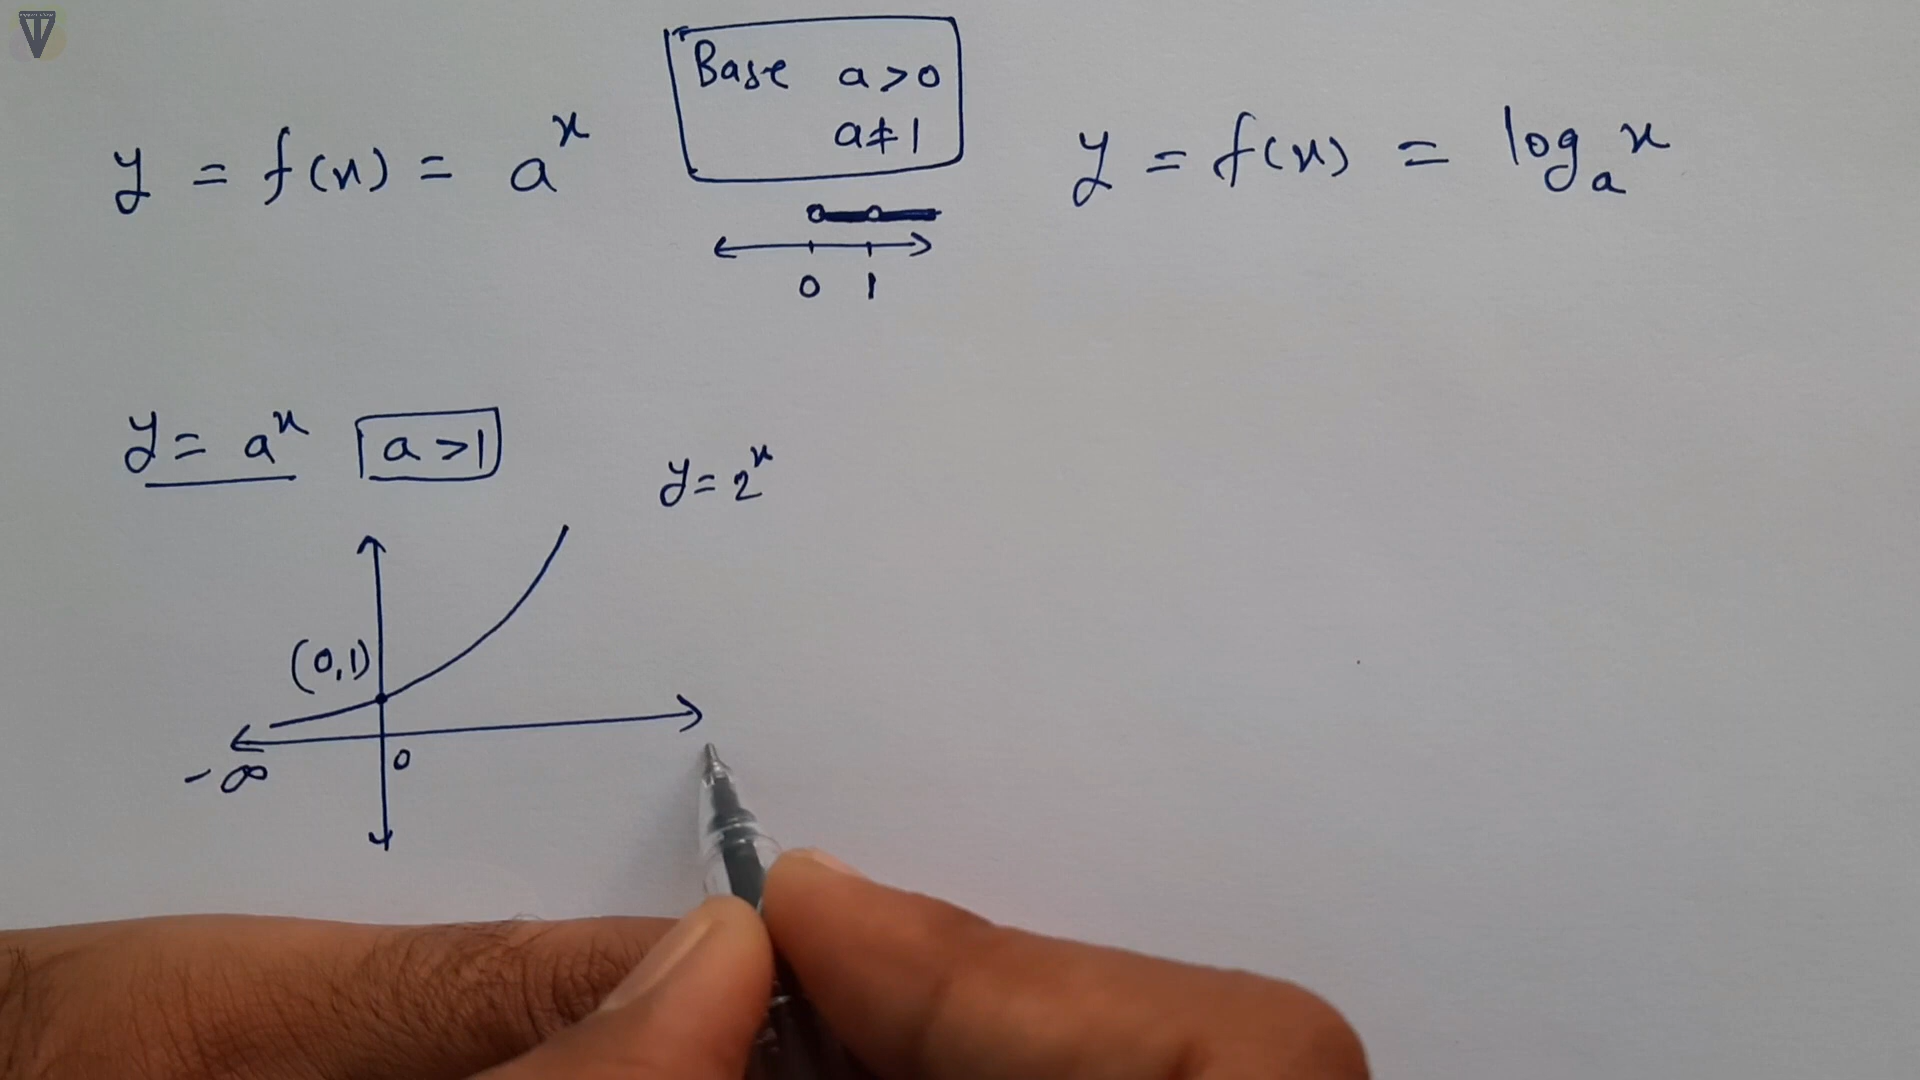 Base a > 0
a ≠ 1
y = f(x) = a^x
y = f(x) = log_a x
0 1
y = a^x a > 1
y = 2^x
(0,1)
0
- ∞